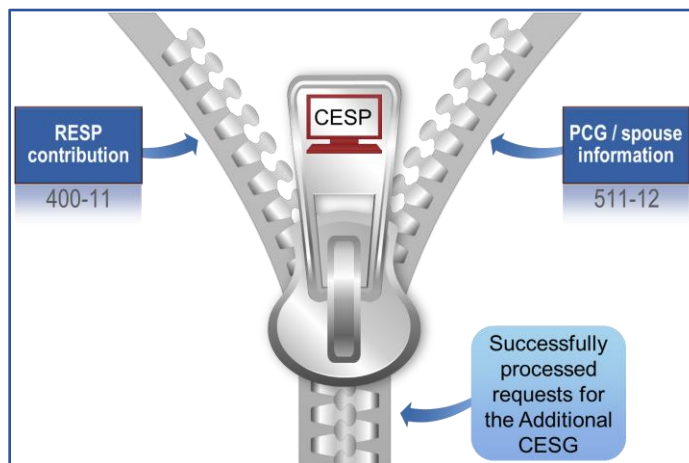 CESP
RESP
contribution
400-11
PCG / spouse
information
511-12
Successfully
processed
requests for
the Additional
CESG